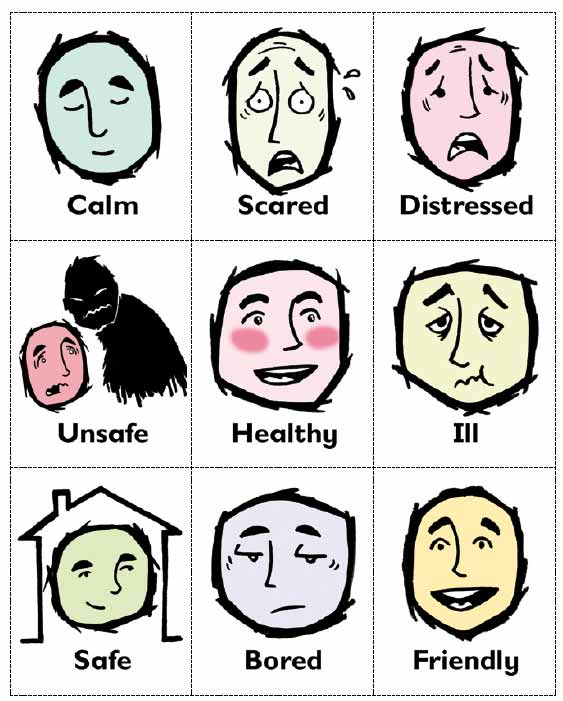 Calm
Scared
Distressed
Unsafe
Healthy
Ill
Safe
Bored
Friendly